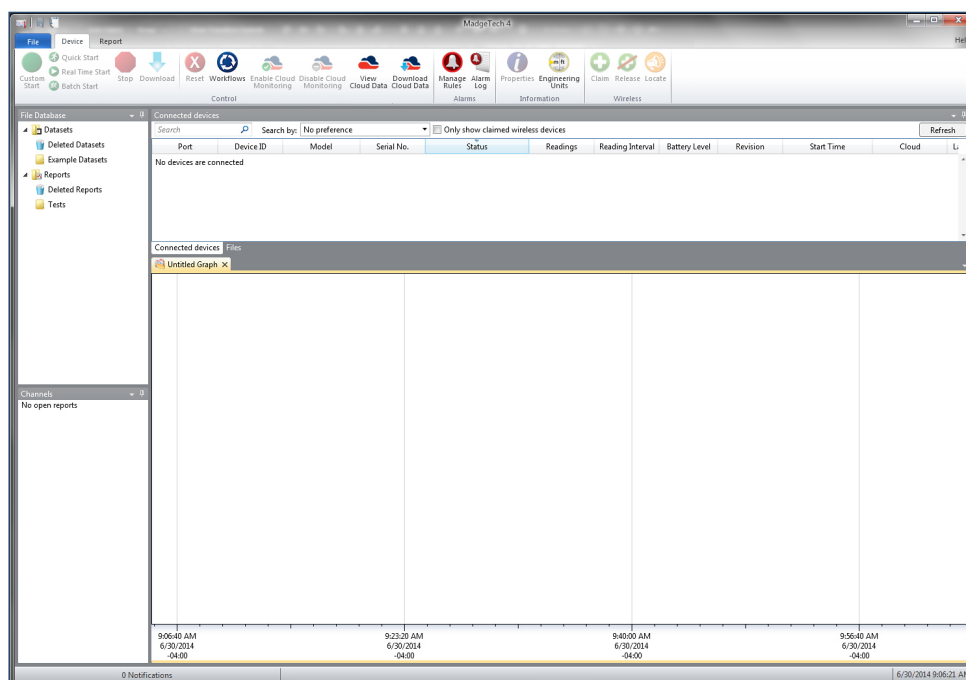 MadgeTech 4
File Device Report Hel
Custom Start
Quick Start
Real Time Start
Batch Start
Stop
Download
Reset
Workflows
Enable Cloud Monitoring
Disable Cloud Monitoring
View Cloud Data
Download Cloud Data
Manage Rules
Alarm Log
Properties
Engineering Units
Claim
Release
Locate
Control Alarms Information Wireless
File Database
Datasets
Deleted Datasets
Example Datasets
Reports
Deleted Reports
Tests
Channels
No open reports
Connected devices
Search Search by: No preference Only show claimed wireless devices Refresh
Port Device ID Model Serial No. Status Readings Reading Interval Battery Level Revision Start Time Cloud
No devices are connected
Connected devices Files
Untitled Graph
9:06:40 AM 9:23:20 AM 9:40:00 AM 9:56:40 AM
6/30/2014 6/30/2014 6/30/2014 6/30/2014
-04:00 -04:00 -04:00 -04:00
0 Notifications 6/30/2014 9:06:21 AM